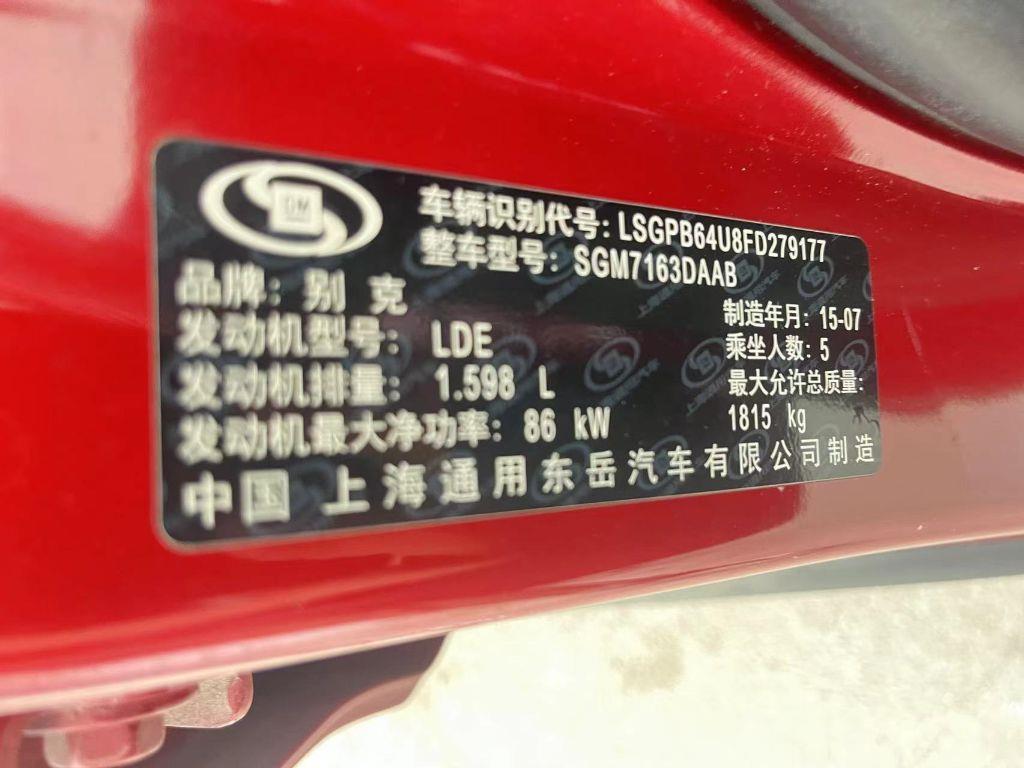 GM
车辆识别代号: LSGPB64U8FD279177
整车型号: SGM7163DAAB
品牌: 别 克
制造年月: 15-07
发动机型号: LDE
乘坐人数: 5
发动机排量: 1.598 L
最大允许总质量:
1815 kg
发动机最大净功率: 86 kW
中国 上海通用东岳汽车有限公司制造